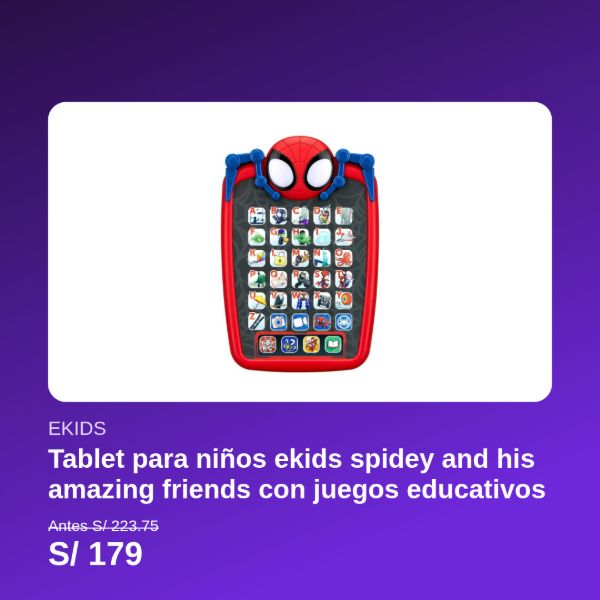 A B C D E
F G H I J
K L M N O
P Q R S T
U V W X Y
Z
EKIDS
Tablet para niños ekids spidey and his
amazing friends con juegos educativos
Antes S/ 223.75
S/ 179